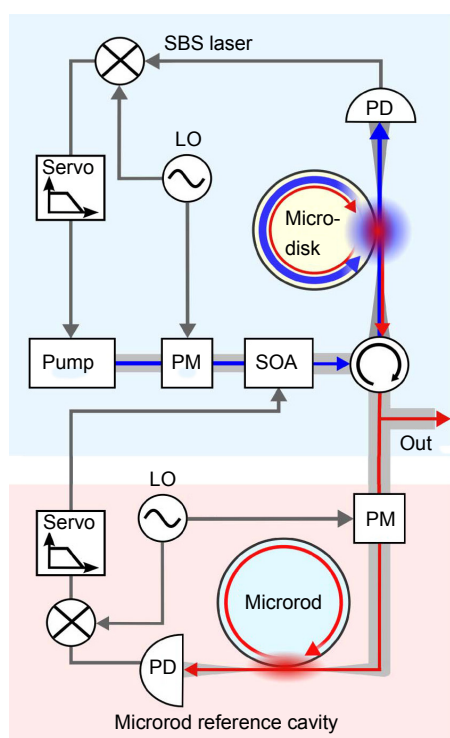 SBS laser
PD
LO
Servo
Micro-
disk
Pump
PM
SOA
Out
LO
Servo
PM
Microrod
PD
Microrod reference cavity